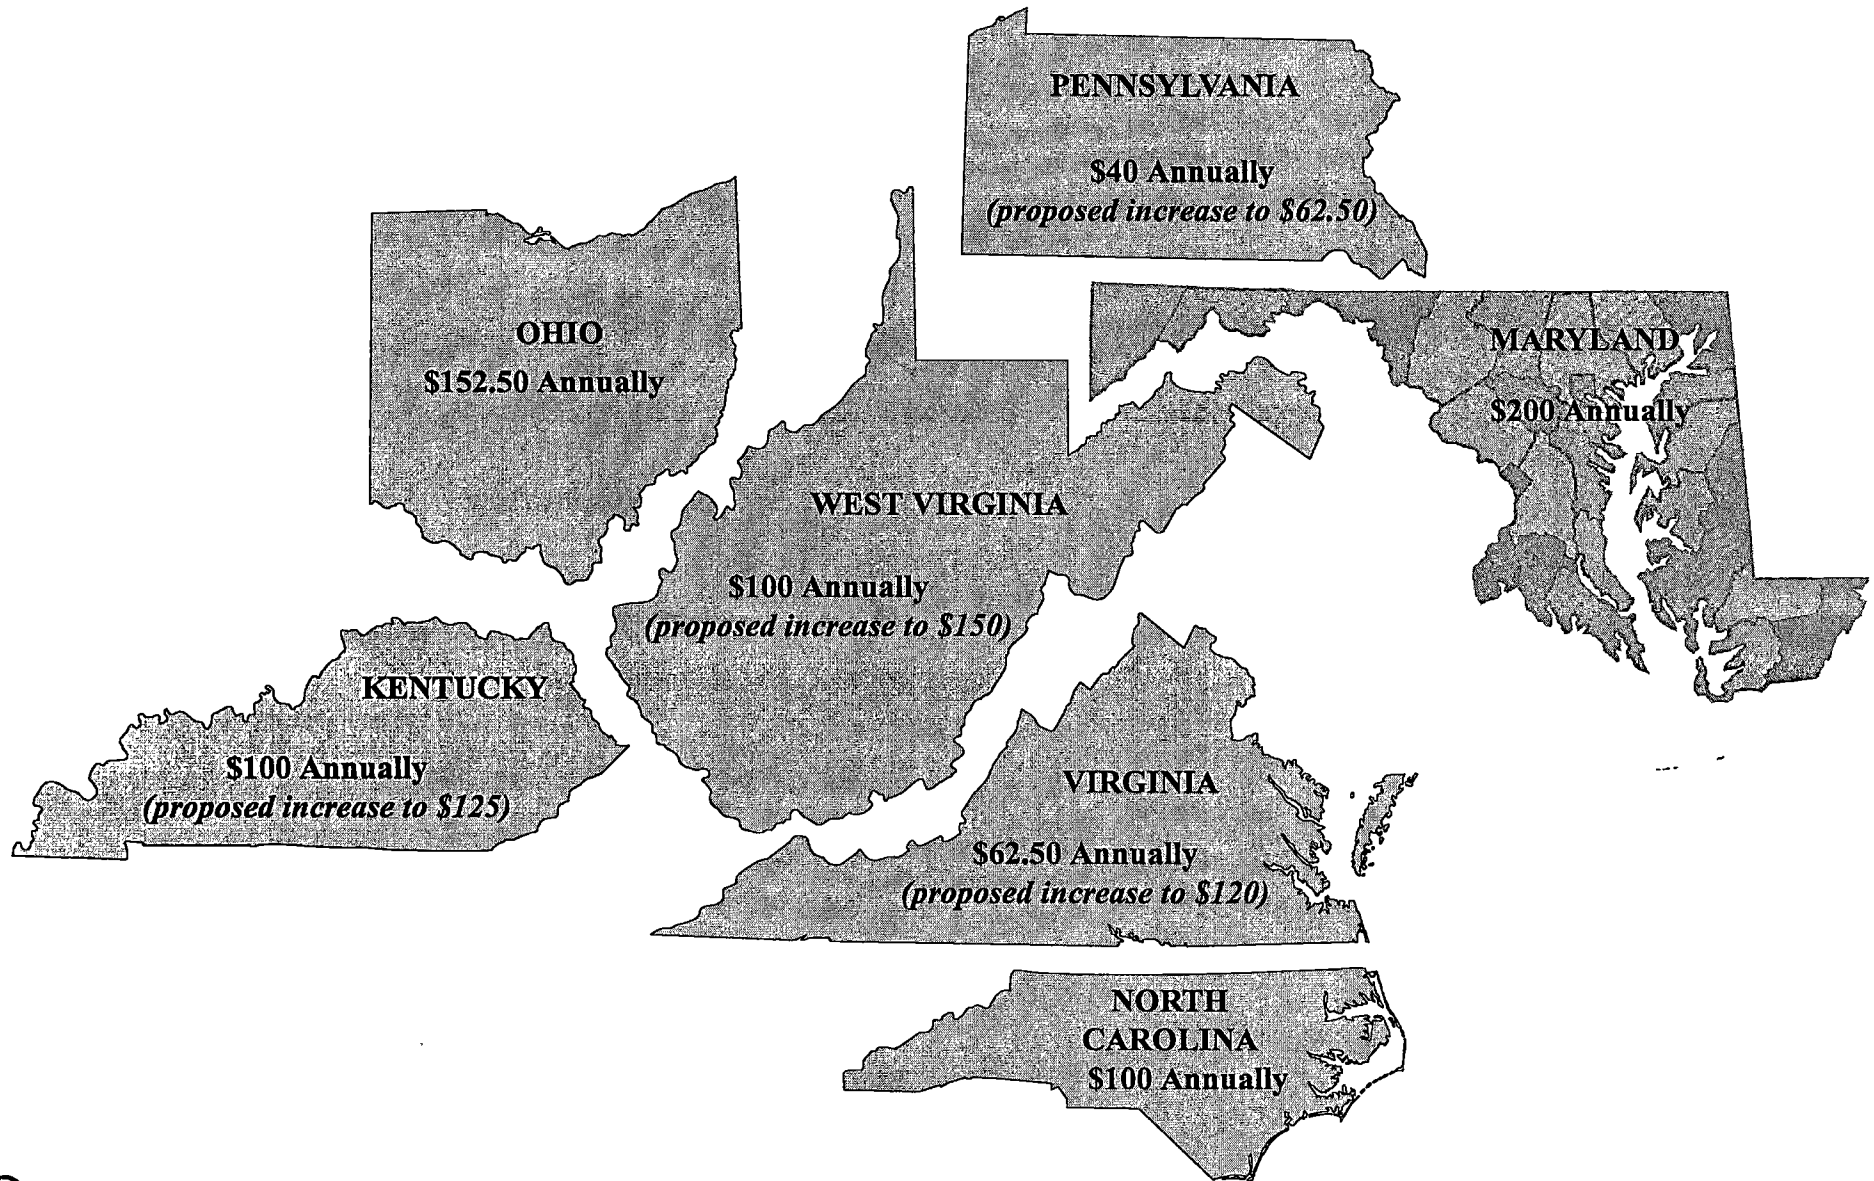 PENNSYLVANIA
$40 Annually
(proposed increase to $62.50)
OHIO
$152.50 Annually
MARYLAND
$200 Annually
WEST VIRGINIA
$100 Annually
(proposed increase to $150)
KENTUCKY
$100 Annually
(proposed increase to $125)
VIRGINIA
$62.50 Annually
(proposed increase to $120)
NORTH
CAROLINA
$100 Annually